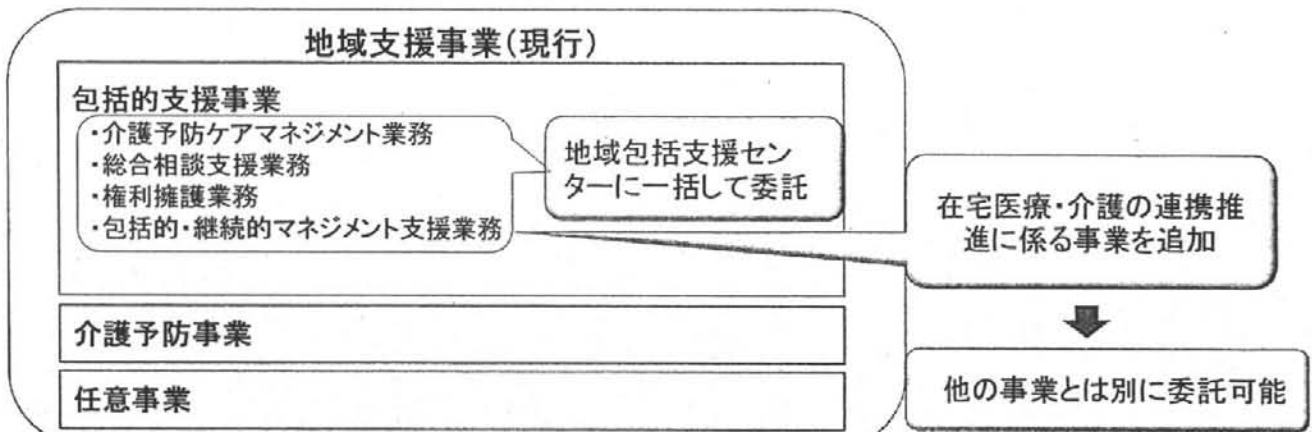 地域支援事業(現行)
包括的支援事業
・介護予防ケアマネジメント業務
・総合相談支援業務
・権利擁護業務
・包括的・継続的マネジメント支援業務
地域包括支援セン
ターに一括して委託
在宅医療・介護の連携推
進に係る事業を追加
他の事業とは別に委託可能
介護予防事業
任意事業